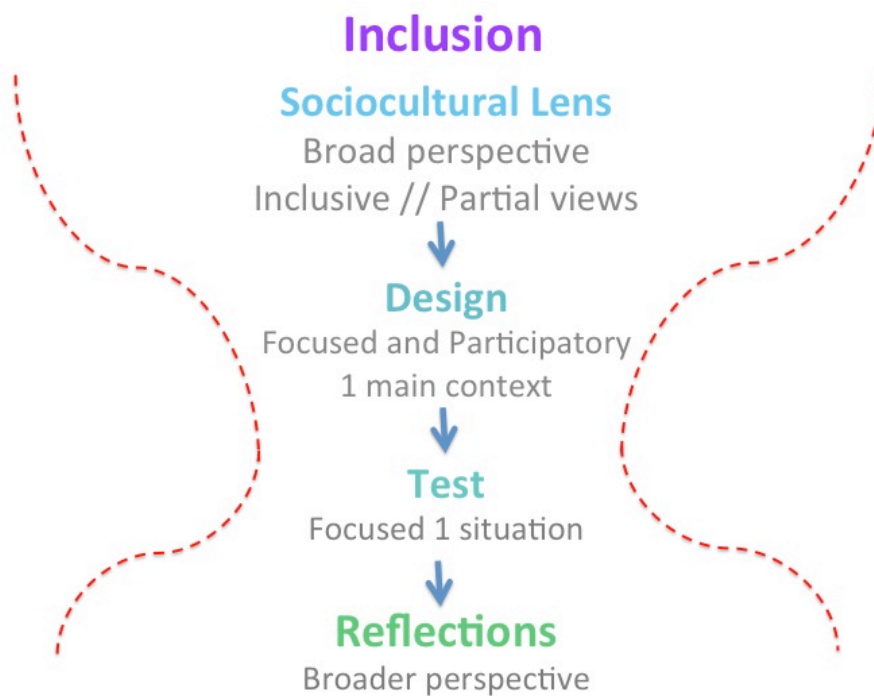 Inclusion
Sociocultural Lens
Broad perspective
Inclusive // Partial views
Design
Focused and Participatory
1 main context
Test
Focused 1 situation
Reflections
Broader perspective